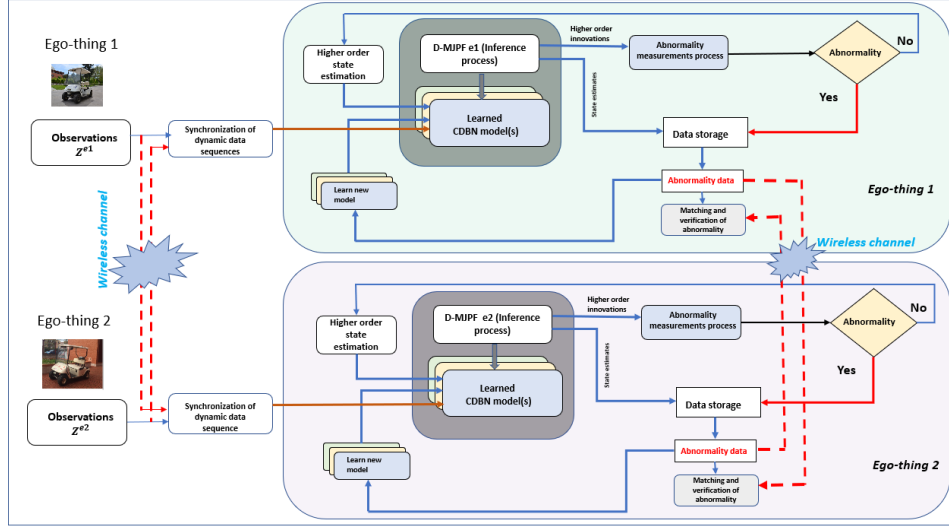 Ego-thing 1
Observations
Z^{e1}
Synchronization of
dynamic data
sequences
Wireless channel
Higher order
state
estimation
D-MJPF e1 (Inference
process)
Learned
CDBN model(s)
Learn new
model
Higher order
innovations
State estimates
Abnormality
measurements process
Abnormality
No
Yes
Data storage
Abnormality data
Matching and
verification of
abnormality
Ego-thing 1
Wireless channel
Ego-thing 2
Observations
Z^{e2}
Synchronization of
dynamic data
sequence
Higher order
state
estimation
D-MJPF e2 (Inference
process)
Learned
CDBN model(s)
Learn new
model
Higher order
innovations
State estimates
Abnormality
measurements process
Abnormality
No
Yes
Data storage
Abnormality data
Matching and
verification
of abnormality
Ego-thing 2